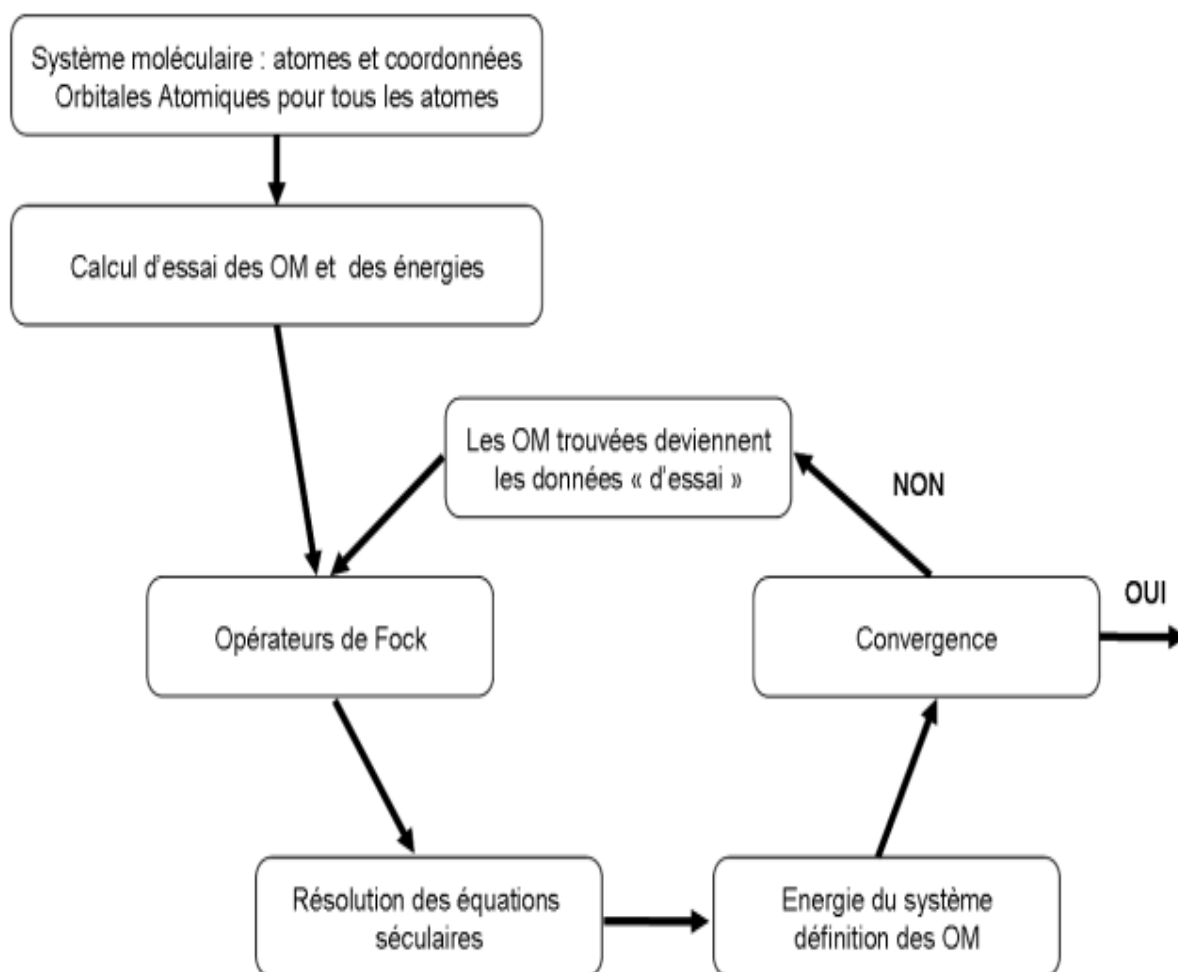 Système moléculaire : atomes et coordonnées
Orbitales Atomiques pour tous les atomes
Calcul d'essai des OM et des énergies
Les OM trouvées deviennent
les données « d'essai »
NON
OUI
Opérateurs de Fock
Convergence
Résolution des équations
séculaires
Energie du système
définition des OM